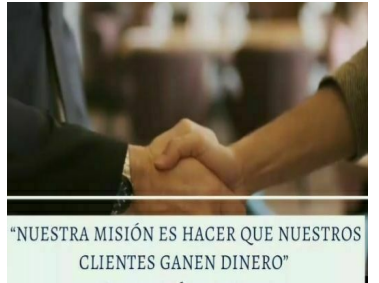 “NUESTRA MISIÓN ES HACER QUE NUESTROS
CLIENTES GANEN DINERO”